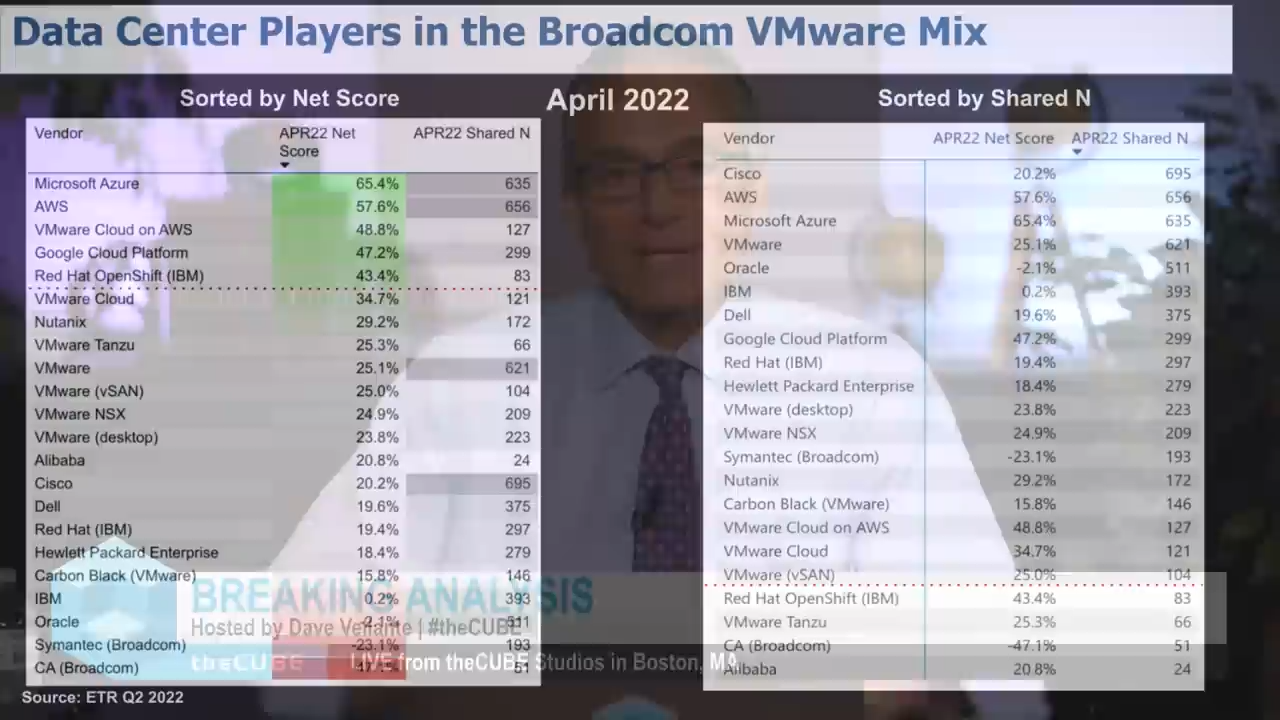 Data Center Players in the Broadcom VMware Mix
Sorted by Net Score
April 2022
Sorted by Shared N
Vendor APR22 Net Score APR22 Shared N
Microsoft Azure 65.4% 635
AWS 57.6% 656
VMware Cloud on AWS 48.8% 127
Google Cloud Platform 47.2% 299
Red Hat OpenShift (IBM) 43.4% 83
VMware Cloud 34.7% 121
Nutanix 29.2% 172
VMware Tanzu 25.3% 66
VMware 25.1% 621
VMware (vSAN) 25.0% 104
VMware NSX 24.9% 209
VMware (desktop) 23.8% 223
Alibaba 20.8% 24
Cisco 20.2% 695
Dell 19.6% 375
Red Hat (IBM) 19.4% 297
Hewlett Packard Enterprise 18.4% 279
Carbon Black (VMware) 15.8% 146
IBM 0.2% 393
Oracle -2.1% 511
Symantec (Broadcom) -23.1% 193
CA (Broadcom) -47.1% 51
Vendor APR22 Net Score APR22 Shared N
Cisco 20.2% 695
AWS 57.6% 656
Microsoft Azure 65.4% 635
VMware 25.1% 621
Oracle -2.1% 511
IBM 0.2% 393
Dell 19.6% 375
Google Cloud Platform 47.2% 299
Red Hat (IBM) 19.4% 297
Hewlett Packard Enterprise 18.4% 279
VMware (desktop) 23.8% 223
VMware NSX 24.9% 209
Symantec (Broadcom) -23.1% 193
Nutanix 29.2% 172
Carbon Black (VMware) 15.8% 146
VMware Cloud on AWS 48.8% 127
VMware Cloud 34.7% 121
VMware (vSAN) 25.0% 104
Red Hat OpenShift (IBM) 43.4% 83
VMware Tanzu 25.3% 66
CA (Broadcom) -47.1% 51
Alibaba 20.8% 24
BREAKING ANALYSIS
Hosted by Dave Vellante | #theCUBE
theCUBE LIVE from theCUBE Studios in Boston, MA
Source: ETR Q2 2022